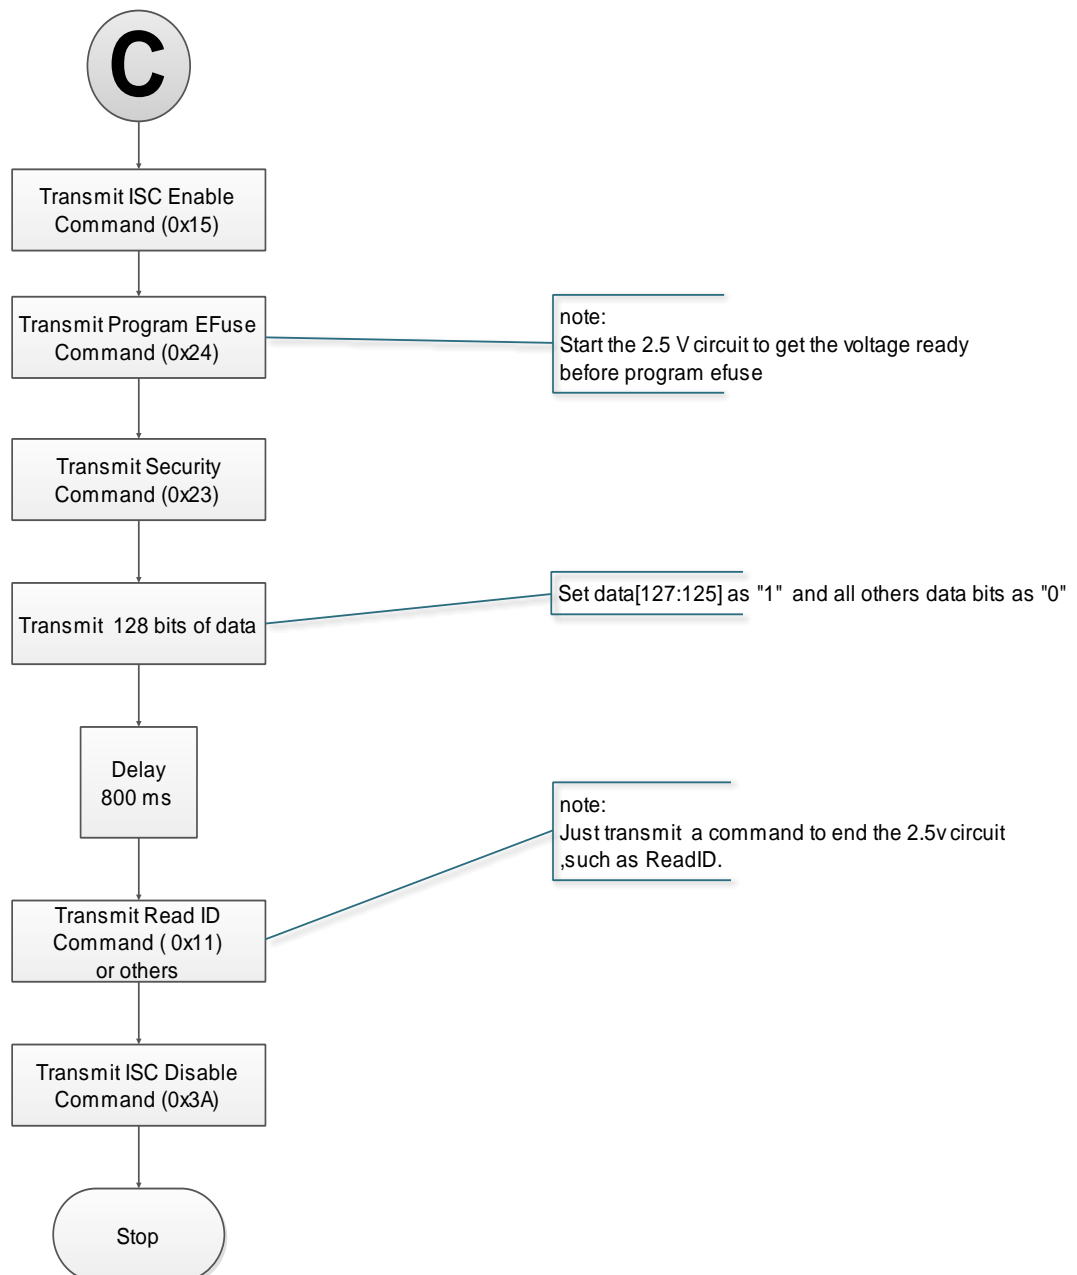 C
Transmit ISC Enable
Command (0x15)
Transmit Program EFuse
Command (0x24)
note:
Start the 2.5 V circuit to get the voltage ready
before program efuse
Transmit Security
Command (0x23)
Transmit 128 bits of data
Set data[127:125] as "1" and all others data bits as "0"
Delay
800 ms
note:
Just transmit a command to end the 2.5v circuit
,such as ReadID.
Transmit Read ID
Command ( 0x11)
or others
Transmit ISC Disable
Command (0x3A)
Stop